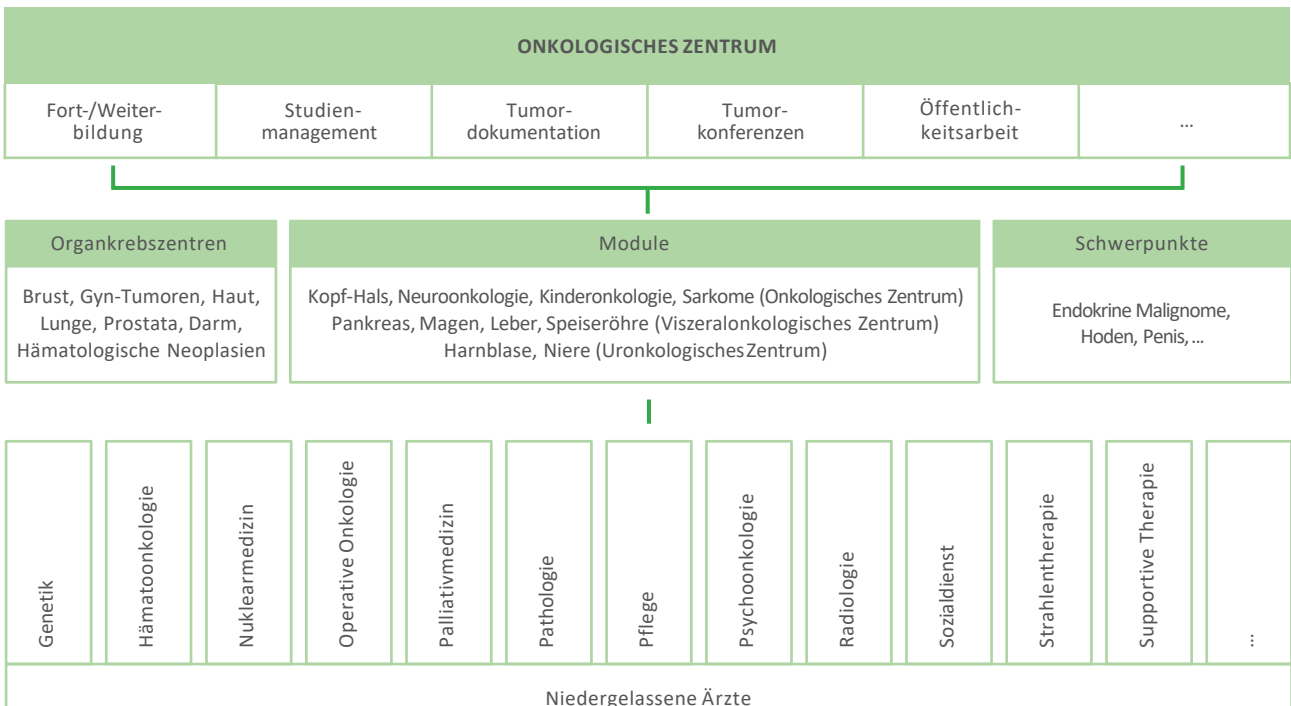 ONKOLOGISCHES ZENTRUM
Fort-/Weiter-
bildung
Studien-
management
Tumor-
dokumentation
Tumor-
konferenzen
Öffentlich-
keitsarbeit
...
Organkrebszentren
Brust, Gyn-Tumoren, Haut,
Lunge, Prostata, Darm,
Hämatologische Neoplasien
Module
Kopf-Hals, Neuroonkologie, Kinderonkologie, Sarkome (Onkologisches Zentrum)
Pankreas, Magen, Leber, Speiseröhre (Viszeralonkologisches Zentrum)
Harnblase, Niere (Uronkologisches Zentrum)
Schwerpunkte
Endokrine Malignome,
Hoden, Penis, ...
Genetik
Hämatoonkologie
Nuklearmedizin
Operative Onkologie
Palliativmedizin
Pathologie
Pflege
Psychoonkologie
Radiologie
Sozialdienst
Strahlentherapie
Supportive Therapie
...
Niedergelassene Ärzte